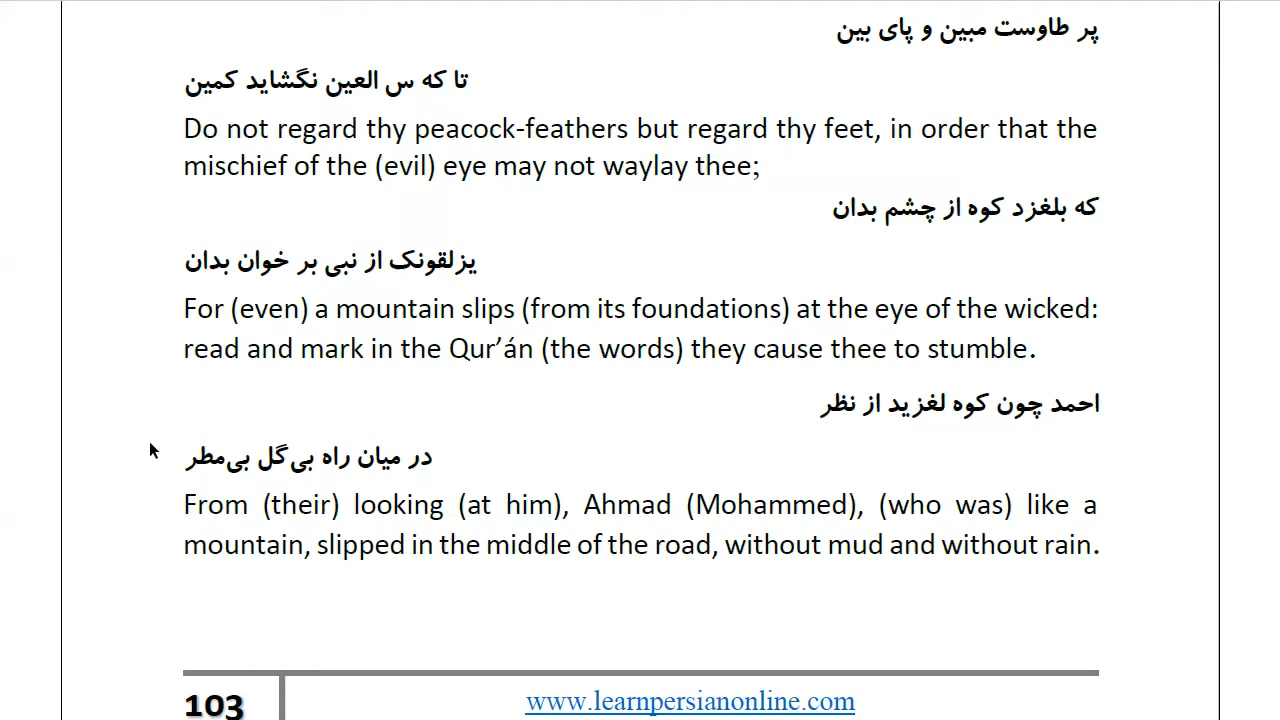 پر طاوست مبین و پای بین
تا که س العین نگشاید کمین
Do not regard thy peacock-feathers but regard thy feet, in order that the
mischief of the (evil) eye may not waylay thee;
که بلغزد کوه از چشم بدان
یزلقونک از نبی بر خوان بدان
For (even) a mountain slips (from its foundations) at the eye of the wicked:
read and mark in the Qur’án (the words) they cause thee to stumble.
احمد چون کوه لغزید از نظر
در میان راه بی‌گل بی‌مطر
From (their) looking (at him), Ahmad (Mohammed), (who was) like a
mountain, slipped in the middle of the road, without mud and without rain.
103
www.learnpersianonline.com